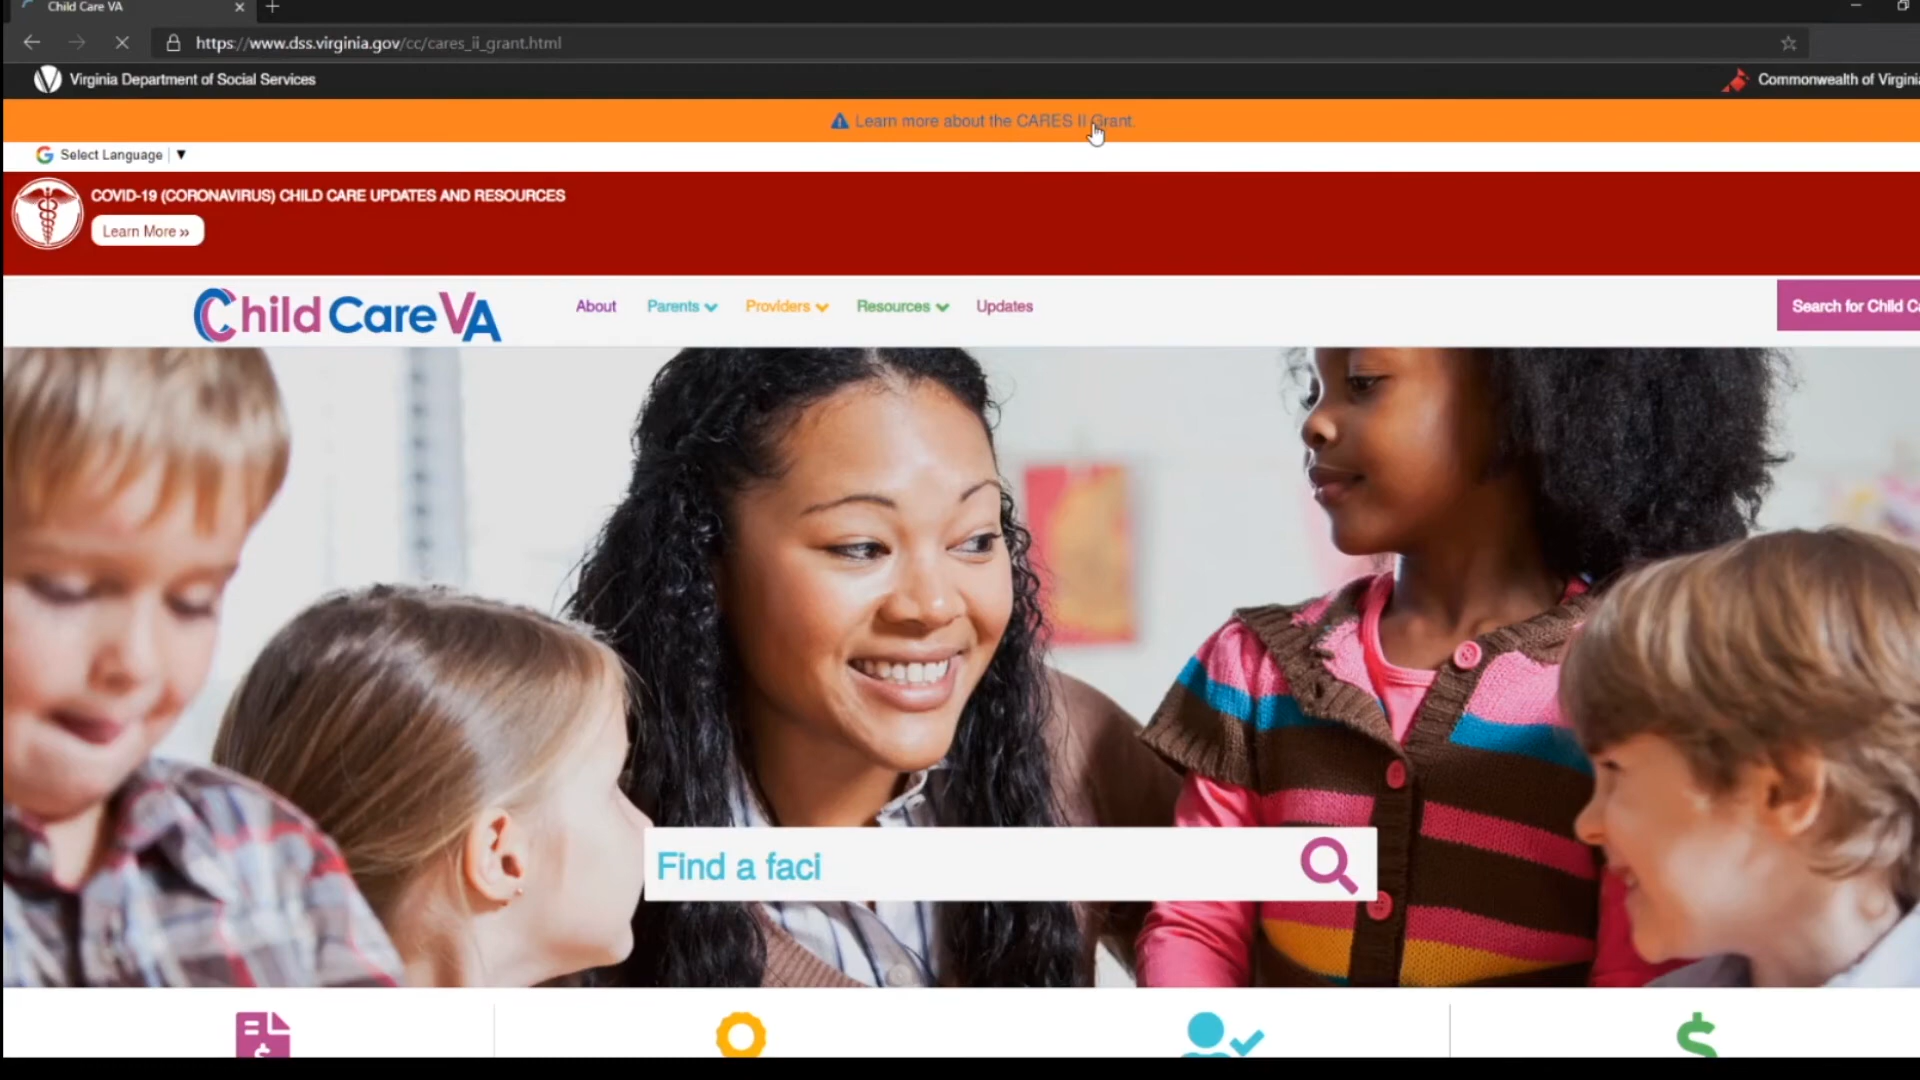 Child Care VA
https://www.dss.virginia.gov/cc/cares_ii_grant.html
Virginia Department of Social Services
Commonwealth of Virginia
Learn more about the CARES II Grant.
Select Language
COVID-19 (CORONAVIRUS) CHILD CARE UPDATES AND RESOURCES
Learn More »
Child Care VA
About Parents Providers Resources Updates
Search for Child Ca
Find a faci